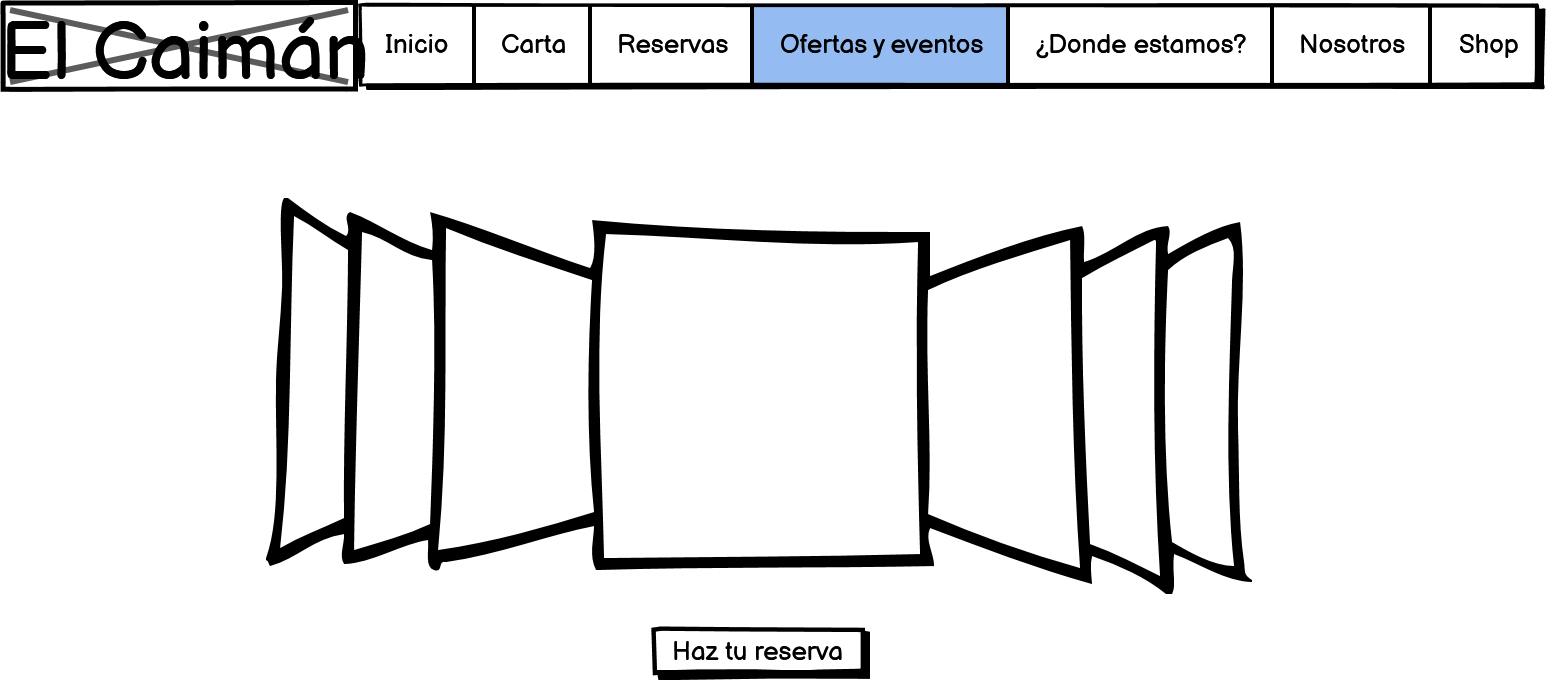 El Caimán
Inicio
Carta
Reservas
Ofertas y eventos
¿Donde estamos?
Nosotros
Shop
Haz tu reserva